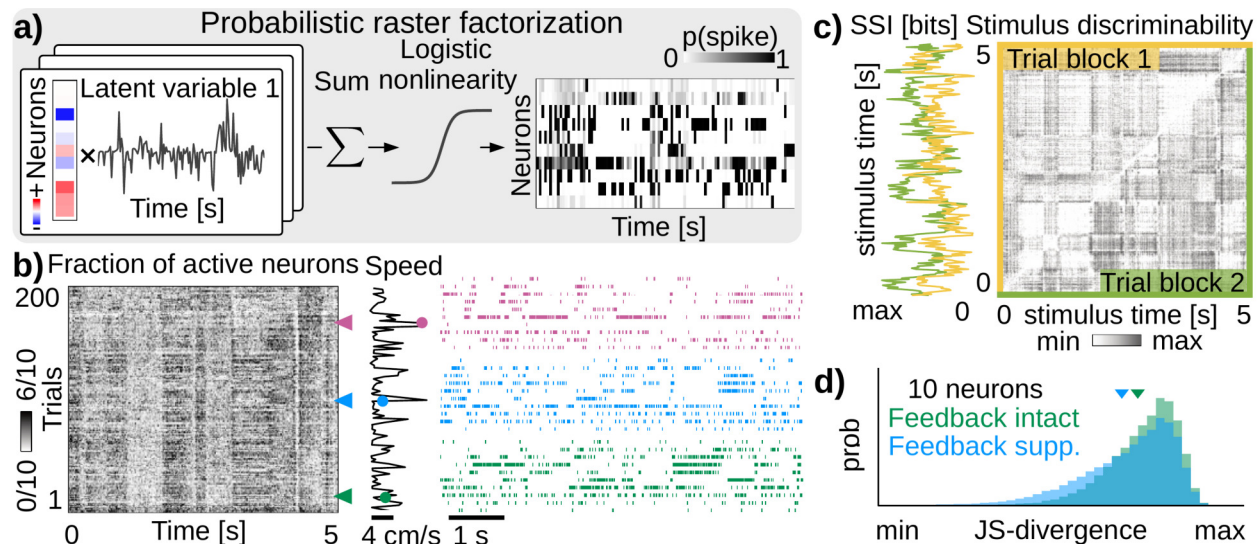 a) Probabilistic raster factorization
Latent variable 1
- + Neurons
×
Time [s]
Sum
Σ
Logistic
nonlinearity
p(spike)
0 1
Neurons
Time [s]
b) Fraction of active neurons Speed
200
Trials
1
0/10 6/10
0 Time [s] 5
4 cm/s 1 s
c) SSI [bits] Stimulus discriminability
stimulus time [s]
5
0
max 0
Trial block 1
Trial block 2
0 stimulus time [s] 5
min max
d)
10 neurons
Feedback intact
Feedback supp.
prob
min JS-divergence max